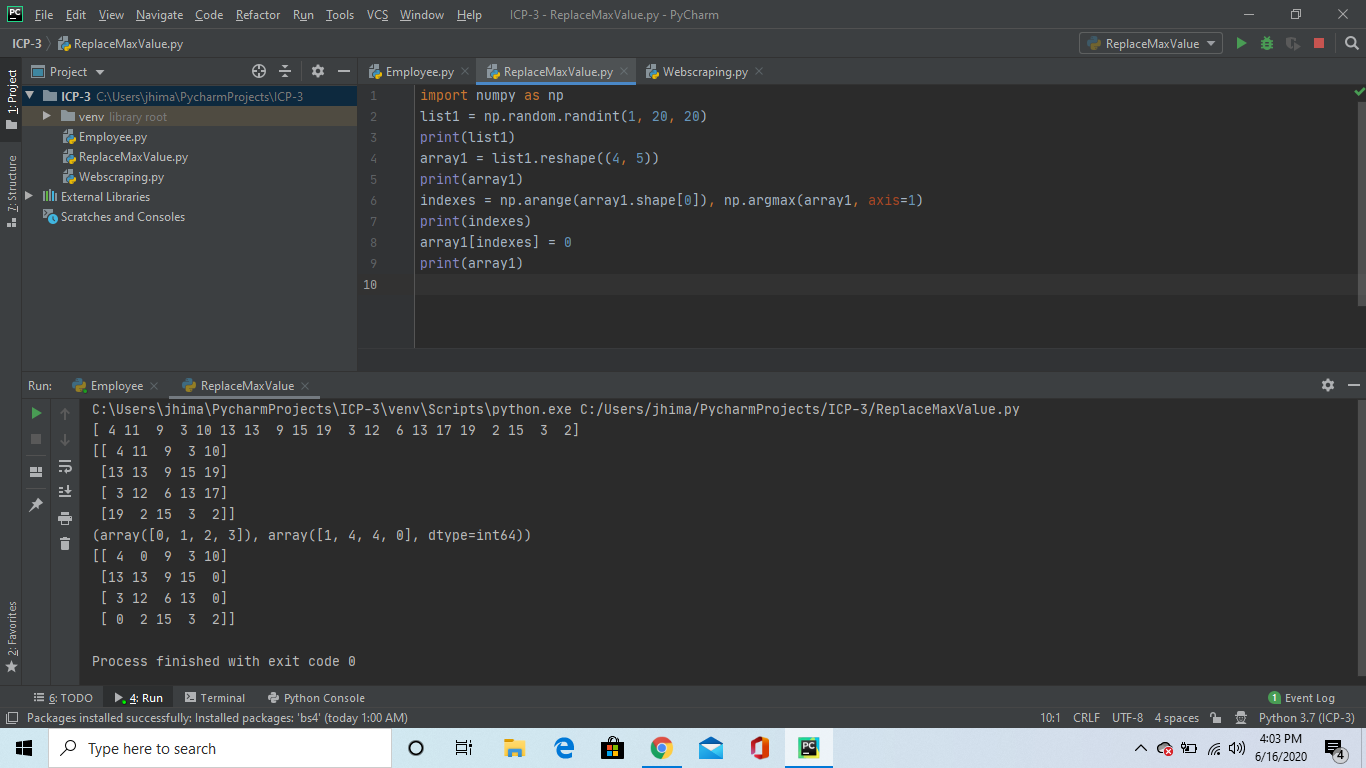 File Edit View Navigate Code Refactor Run Tools VCS Window Help ICP-3 - ReplaceMaxValue.py - PyCharm
ICP-3 ReplaceMaxValue.py ReplaceMaxValue
1: Project
Project
Employee.py ReplaceMaxValue.py Webscraping.py
ICP-3 C:\Users\jhima\PycharmProjects\ICP-3
venv library root
Employee.py
ReplaceMaxValue.py
Webscraping.py
External Libraries
Scratches and Consoles
7: Structure
1 import numpy as np
2 list1 = np.random.randint(1, 20, 20)
3 print(list1)
4 array1 = list1.reshape((4, 5))
5 print(array1)
6 indexes = np.arange(array1.shape[0]), np.argmax(array1, axis=1)
7 print(indexes)
8 array1[indexes] = 0
9 print(array1)
10
Run: Employee ReplaceMaxValue
C:\Users\jhima\PycharmProjects\ICP-3\venv\Scripts\python.exe C:/Users/jhima/PycharmProjects/ICP-3/ReplaceMaxValue.py
[ 4 11  9  3 10 13 13  9 15 19  3 12  6 13 17 19  2 15  3  2]
[[ 4 11  9  3 10]
 [13 13  9 15 19]
 [ 3 12  6 13 17]
 [19  2 15  3  2]]
(array([0, 1, 2, 3]), array([1, 4, 4, 0], dtype=int64))
[[ 4  0  9  3 10]
 [13 13  9 15  0]
 [ 3 12  6 13  0]
 [ 0  2 15  3  2]]
Process finished with exit code 0
2: Favorites
6: TODO 4: Run Terminal Python Console 1 Event Log
Packages installed successfully: Installed packages: 'bs4' (today 1:00 AM) 10:1 CRLF UTF-8 4 spaces Python 3.7 (ICP-3)
Type here to search
4:03 PM
6/16/2020
4